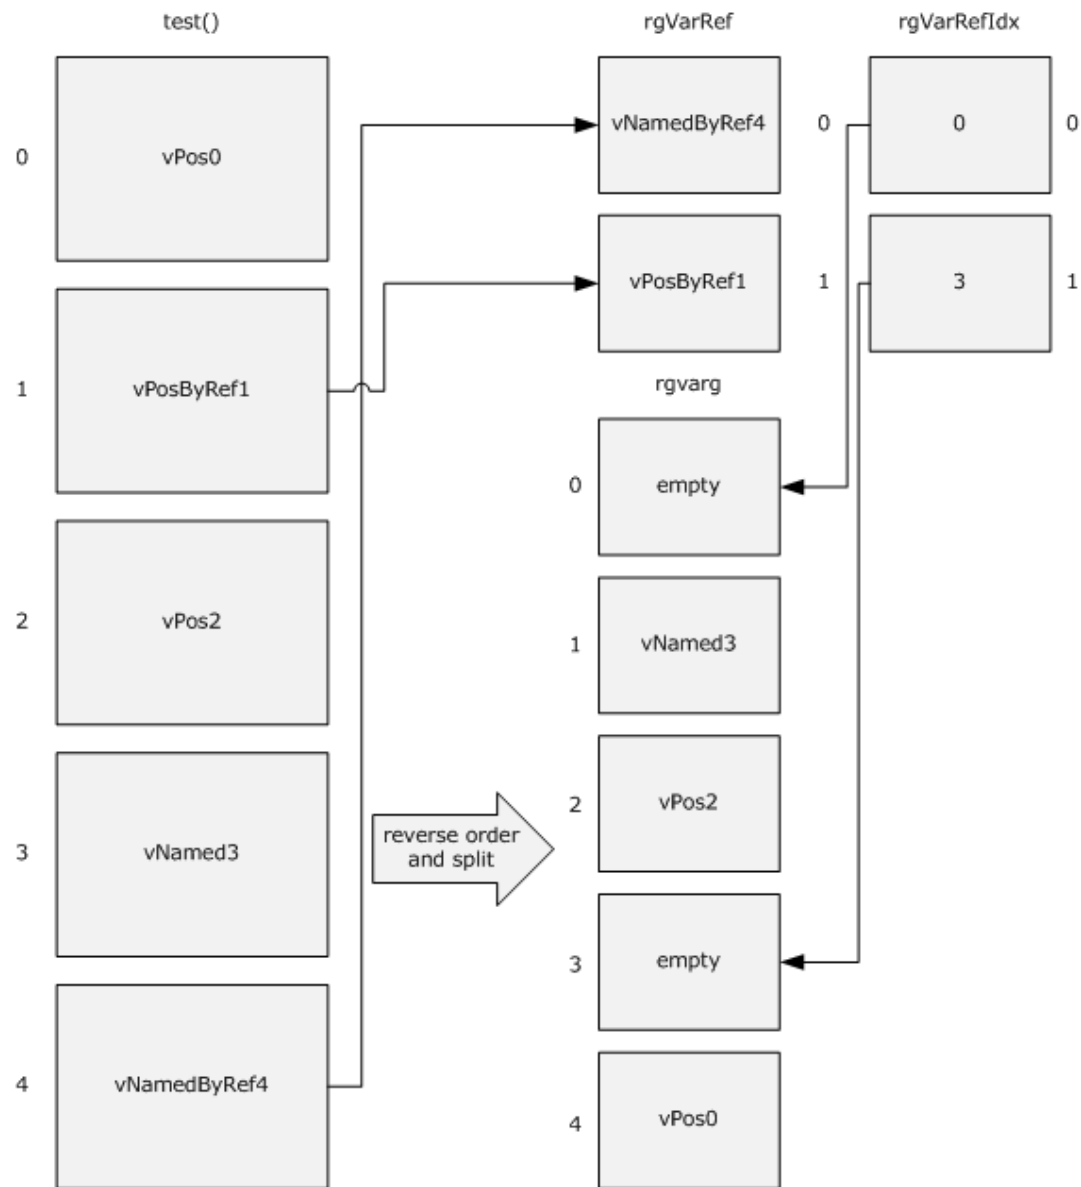 test()
rgVarRef
rgVarRefIdx
0
vPos0
vNamedByRef4
0
0
0
vPosByRef1
1
3
1
1
vPosByRef1
rgvarg
0
empty
2
vPos2
1
vNamed3
2
vPos2
3
vNamed3
reverse order
and split
3
empty
4
vNamedByRef4
4
vPos0